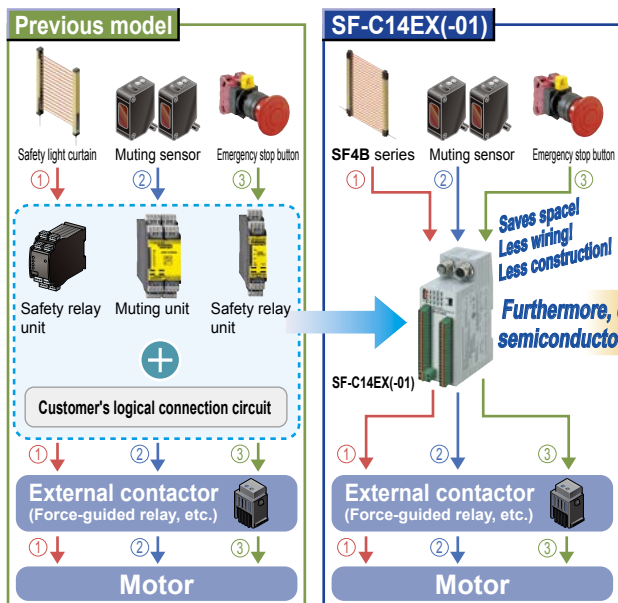 Previous model
Safety light curtain
Muting sensor
Emergency stop button
① ② ③
Safety relay
unit
Muting unit
Safety relay
unit
+
Customer's logical connection circuit
① ② ③
External contactor
(Force-guided relay, etc.)
① ② ③
Motor
SF-C14EX(-01)
SF4B series
Muting sensor
Emergency stop button
① ② ③
Saves space!
Less wiring!
Less construction!
Furthermore,
SF-C14EX(-01)
① ② ③
External contactor
(Force-guided relay, etc.)
① ② ③
Motor